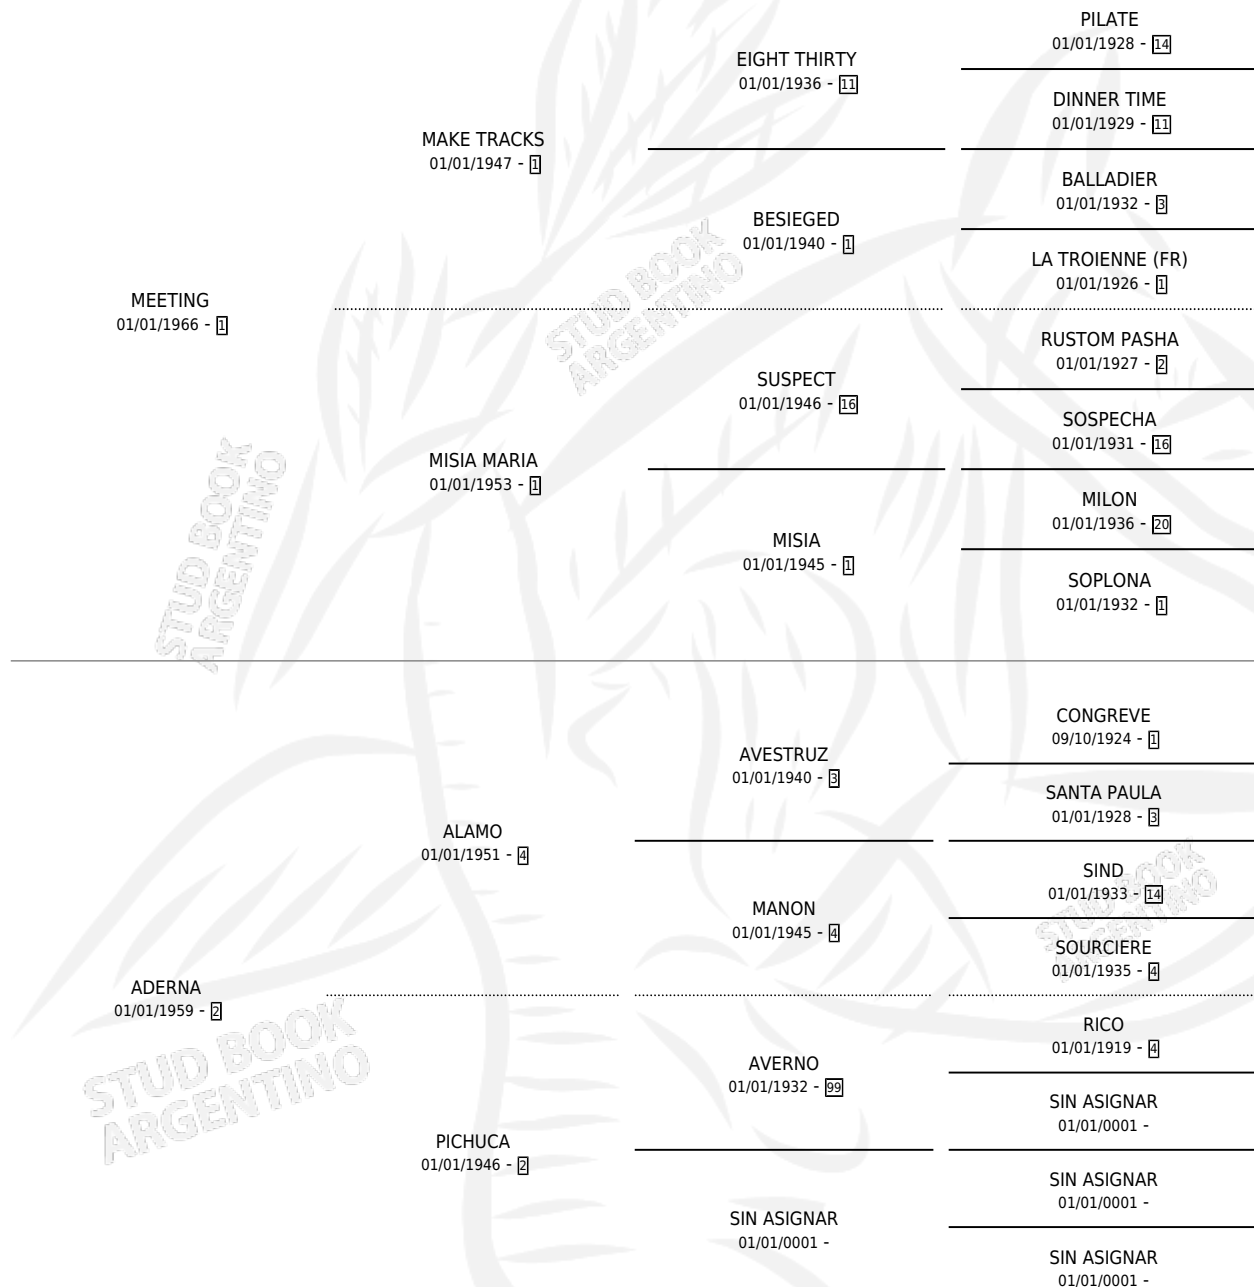 PILATE
01/01/1928 - 14
EIGHT THIRTY
01/01/1936 - 11
DINNER TIME
01/01/1929 - 11
MAKE TRACKS
01/01/1947 - 1
BALLADIER
01/01/1932 - 3
BESIEGED
01/01/1940 - 1
LA TROIENNE (FR)
01/01/1926 - 1
MEETING
01/01/1966 - 1
RUSTOM PASHA
01/01/1927 - 2
SUSPECT
01/01/1946 - 16
SOSPECHA
01/01/1931 - 16
MISIA MARIA
01/01/1953 - 1
MILON
01/01/1936 - 20
MISIA
01/01/1945 - 1
SOPLONA
01/01/1932 - 1
CONGREVE
09/10/1924 - 1
AVESTRUZ
01/01/1940 - 3
SANTA PAULA
01/01/1928 - 3
ALAMO
01/01/1951 - 4
SIND
01/01/1933 - 14
MANON
01/01/1945 - 4
SOURCIERE
01/01/1935 - 4
ADERNA
01/01/1959 - 2
RICO
01/01/1919 - 4
AVERNO
01/01/1932 - 99
SIN ASIGNAR
01/01/0001 -
PICHUCA
01/01/1946 - 2
SIN ASIGNAR
01/01/0001 -
SIN ASIGNAR
01/01/0001 -
SIN ASIGNAR
01/01/0001 -
STUD BOOK
ARGENTINO
STUD BOOK
ARGENTINO
STUD BOOK
ARGENTINO
STUD BOOK
ARGENTINO